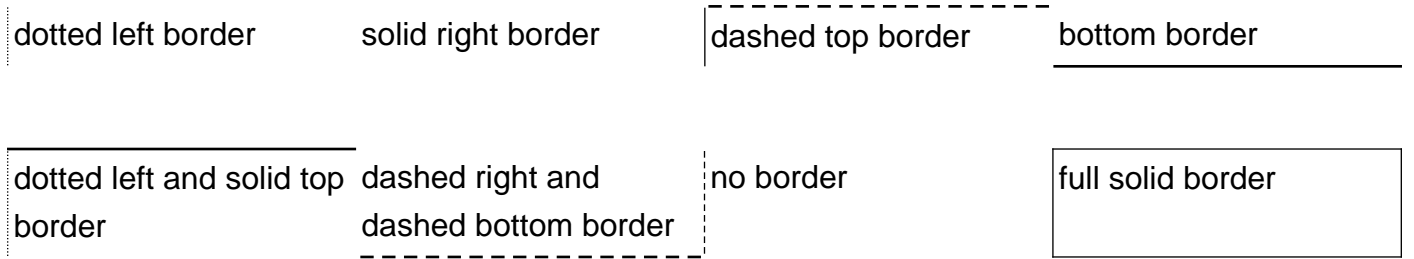 dotted left border solid right border dashed top border bottom border
dotted left and solid top dashed right and no border full solid border
border dashed bottom border